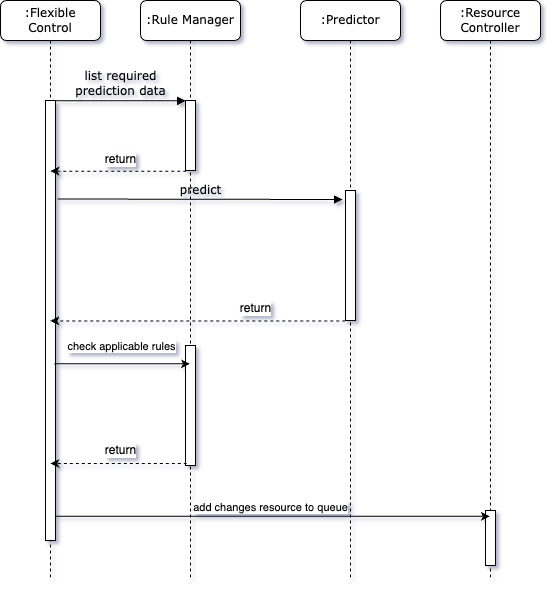 :Flexible
Control
:Rule Manager
:Predictor
:Resource
Controller
list required
prediction data
return
predict
return
check applicable rules
return
add changes resource to queue